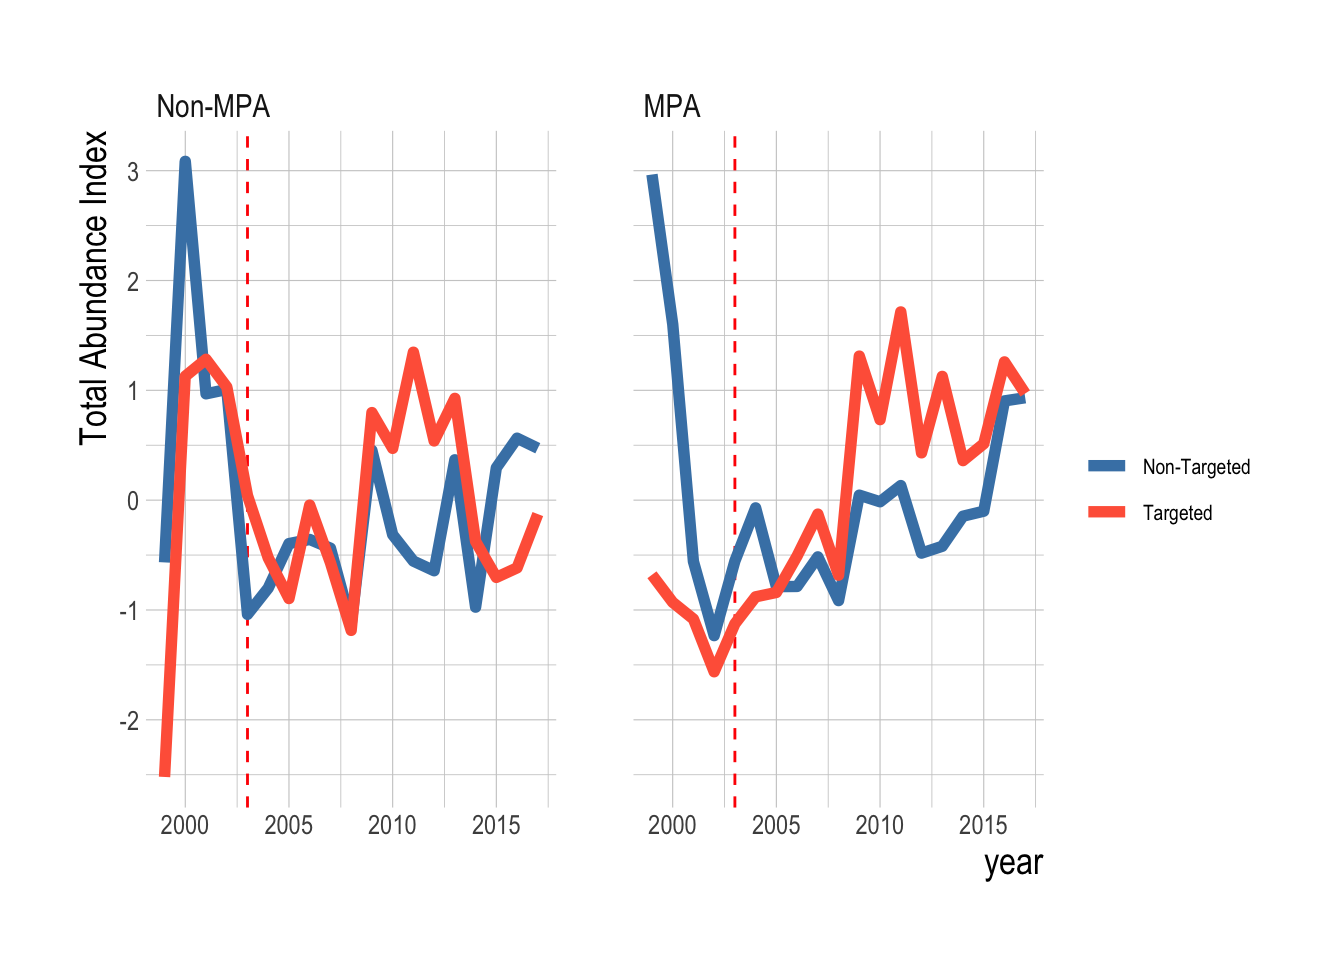 Non-MPA
MPA
Total Abundance Index
3
2
1
0
-1
-2
2000 2005 2010 2015
2000 2005 2010 2015
year
Non-Targeted
Targeted